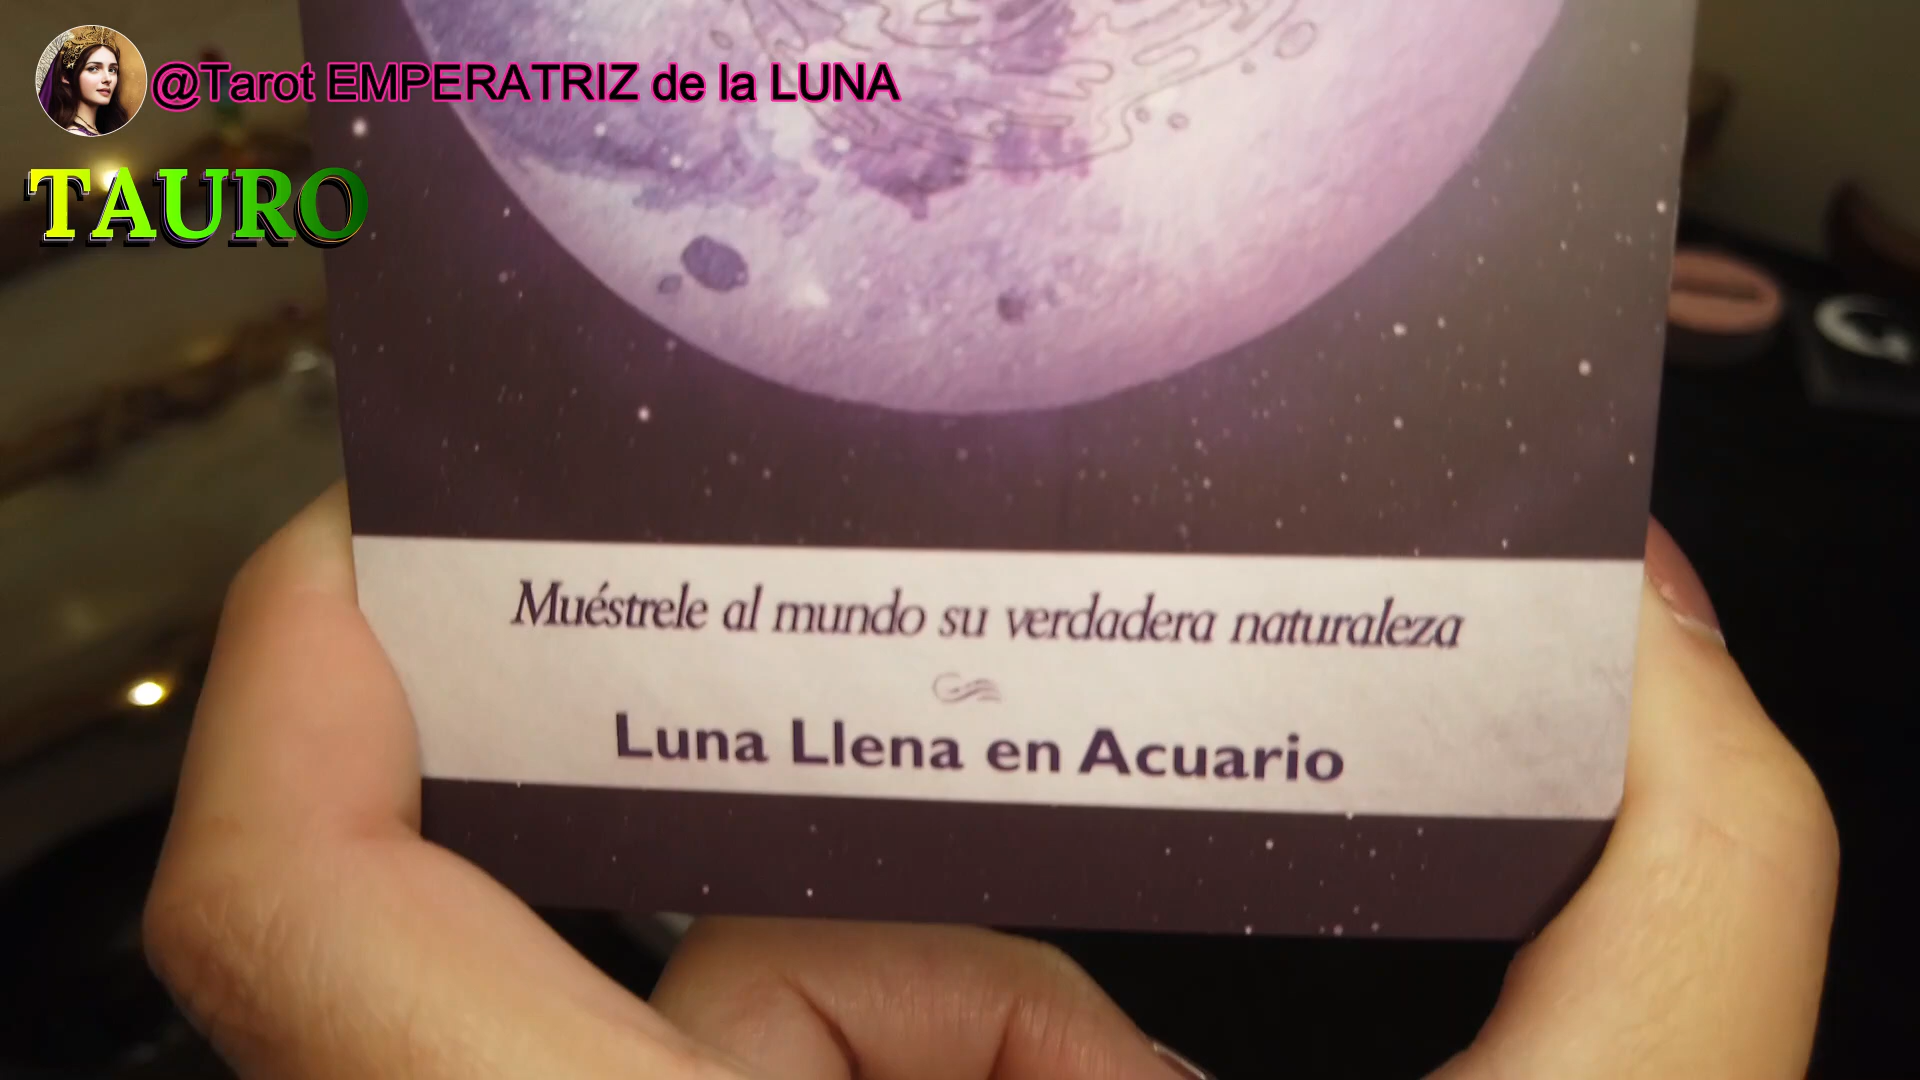 @Tarot EMPERATRIZ de la LUNA
TAURO
Muéstrele al mundo su verdadera naturaleza
Luna Llena en Acuario